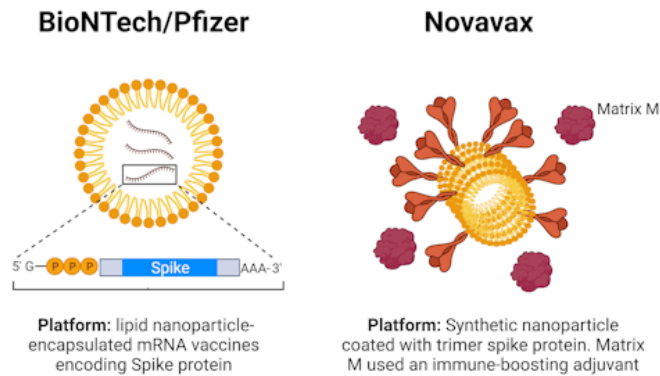 BioNTech/Pfizer
Novavax
Matrix M
5' G P P P Spike AAA-3'
Platform: lipid nanoparticle-
encapsulated mRNA vaccines
encoding Spike protein
Platform: Synthetic nanoparticle
coated with trimer spike protein. Matrix
M used an immune-boosting adjuvant